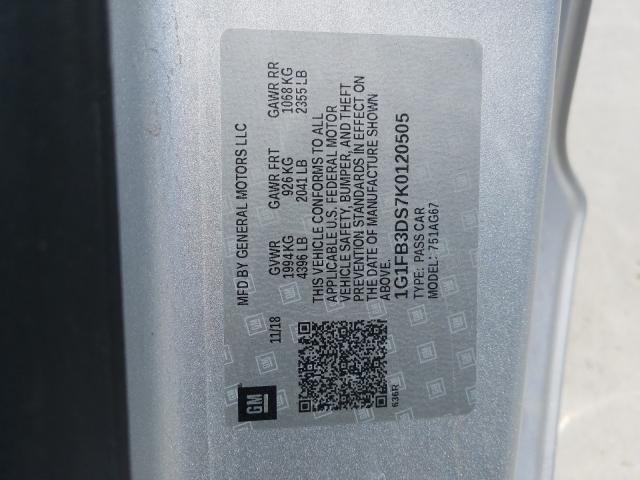 MFD BY GENERAL MOTORS LLC
11/18
GVWR GAWR FRT GAWR RR
1994 KG 926 KG 1068 KG
4396 LB 2041 LB 2355 LB
THIS VEHICLE CONFORMS TO ALL
APPLICABLE U.S. FEDERAL MOTOR
VEHICLE SAFETY, BUMPER, AND THEFT
PREVENTION STANDARDS IN EFFECT ON
THE DATE OF MANUFACTURE SHOWN
ABOVE.
1G1FB3DS7K0120505
TYPE: PASS CAR
MODEL: 751AG67
GM
636R